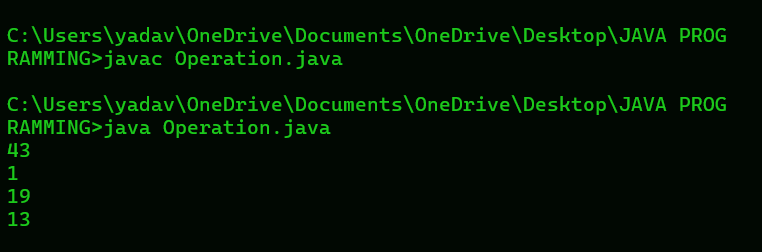 C:\Users\yadav\OneDrive\Documents\OneDrive\Desktop\JAVA PROG
RAMMING>javac Operation.java
C:\Users\yadav\OneDrive\Documents\OneDrive\Desktop\JAVA PROG
RAMMING>java Operation.java
43
1
19
13